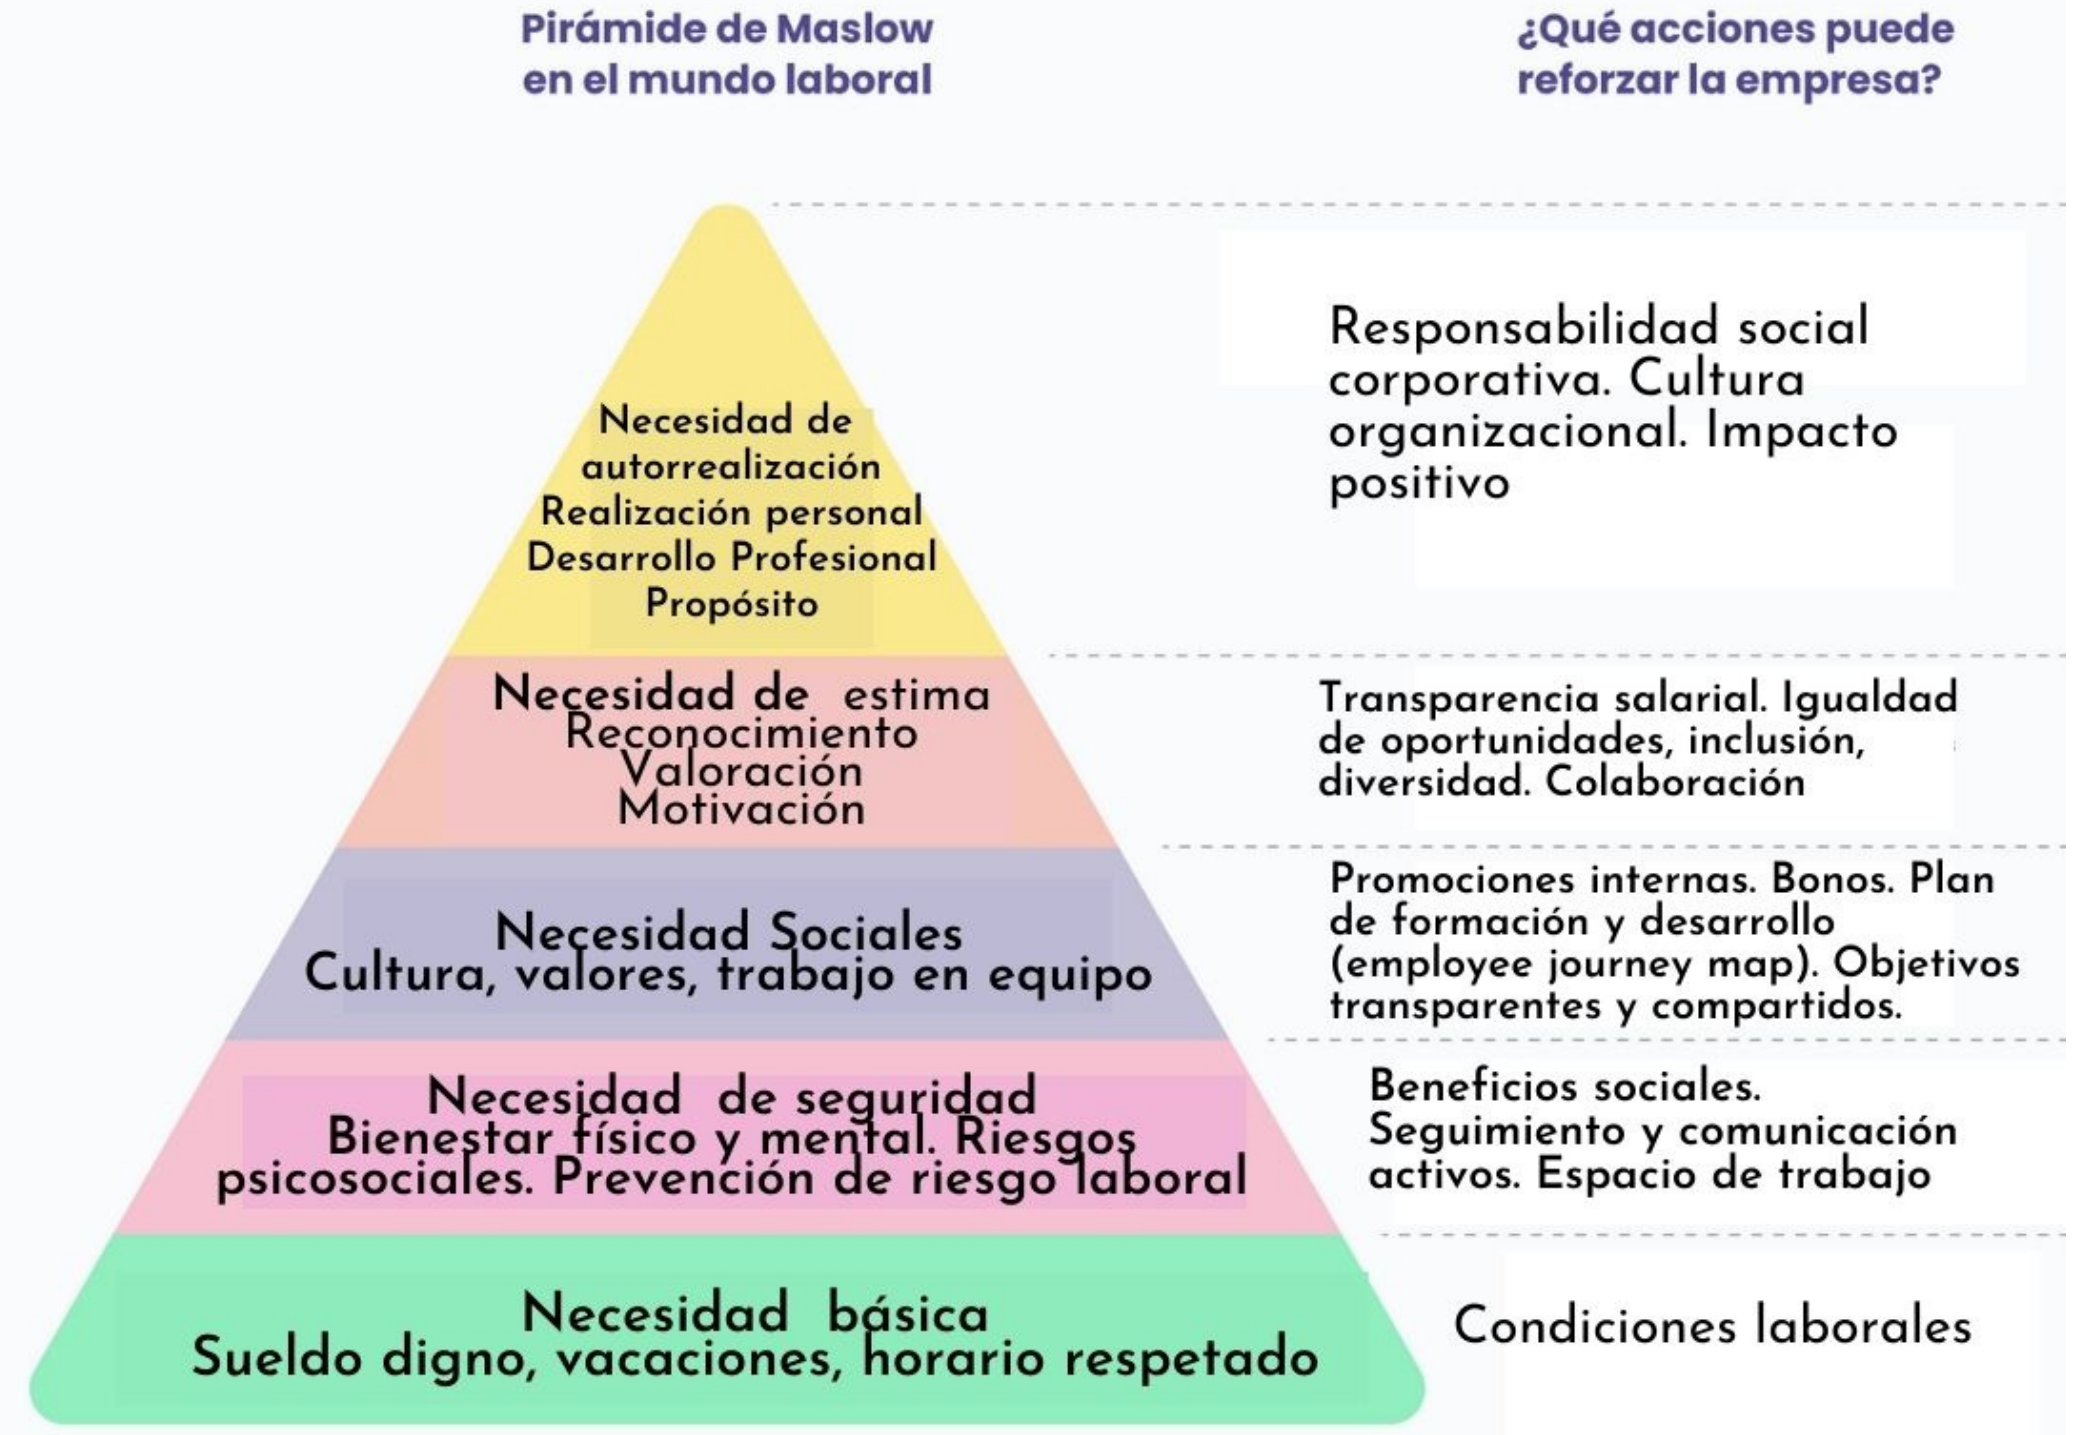 Pirámide de Maslow
en el mundo laboral
¿Qué acciones puede
reforzar la empresa?
Necesidad de
autorrealización
Realización personal
Desarrollo Profesional
Propósito
Responsabilidad social
corporativa. Cultura
organizacional. Impacto
positivo
Necesidad de estima
Reconocimiento
Valoración
Motivación
Transparencia salarial. Igualdad
de oportunidades, inclusión,
diversidad. Colaboración
Necesidad Sociales
Cultura, valores, trabajo en equipo
Promociones internas. Bonos. Plan
de formación y desarrollo
(employee journey map). Objetivos
transparentes y compartidos.
Necesidad de seguridad
Bienestar físico y mental. Riesgos
psicosociales. Prevención de riesgo laboral
Beneficios sociales.
Seguimiento y comunicación
activos. Espacio de trabajo
Necesidad básica
Sueldo digno, vacaciones, horario respetado
Condiciones laborales